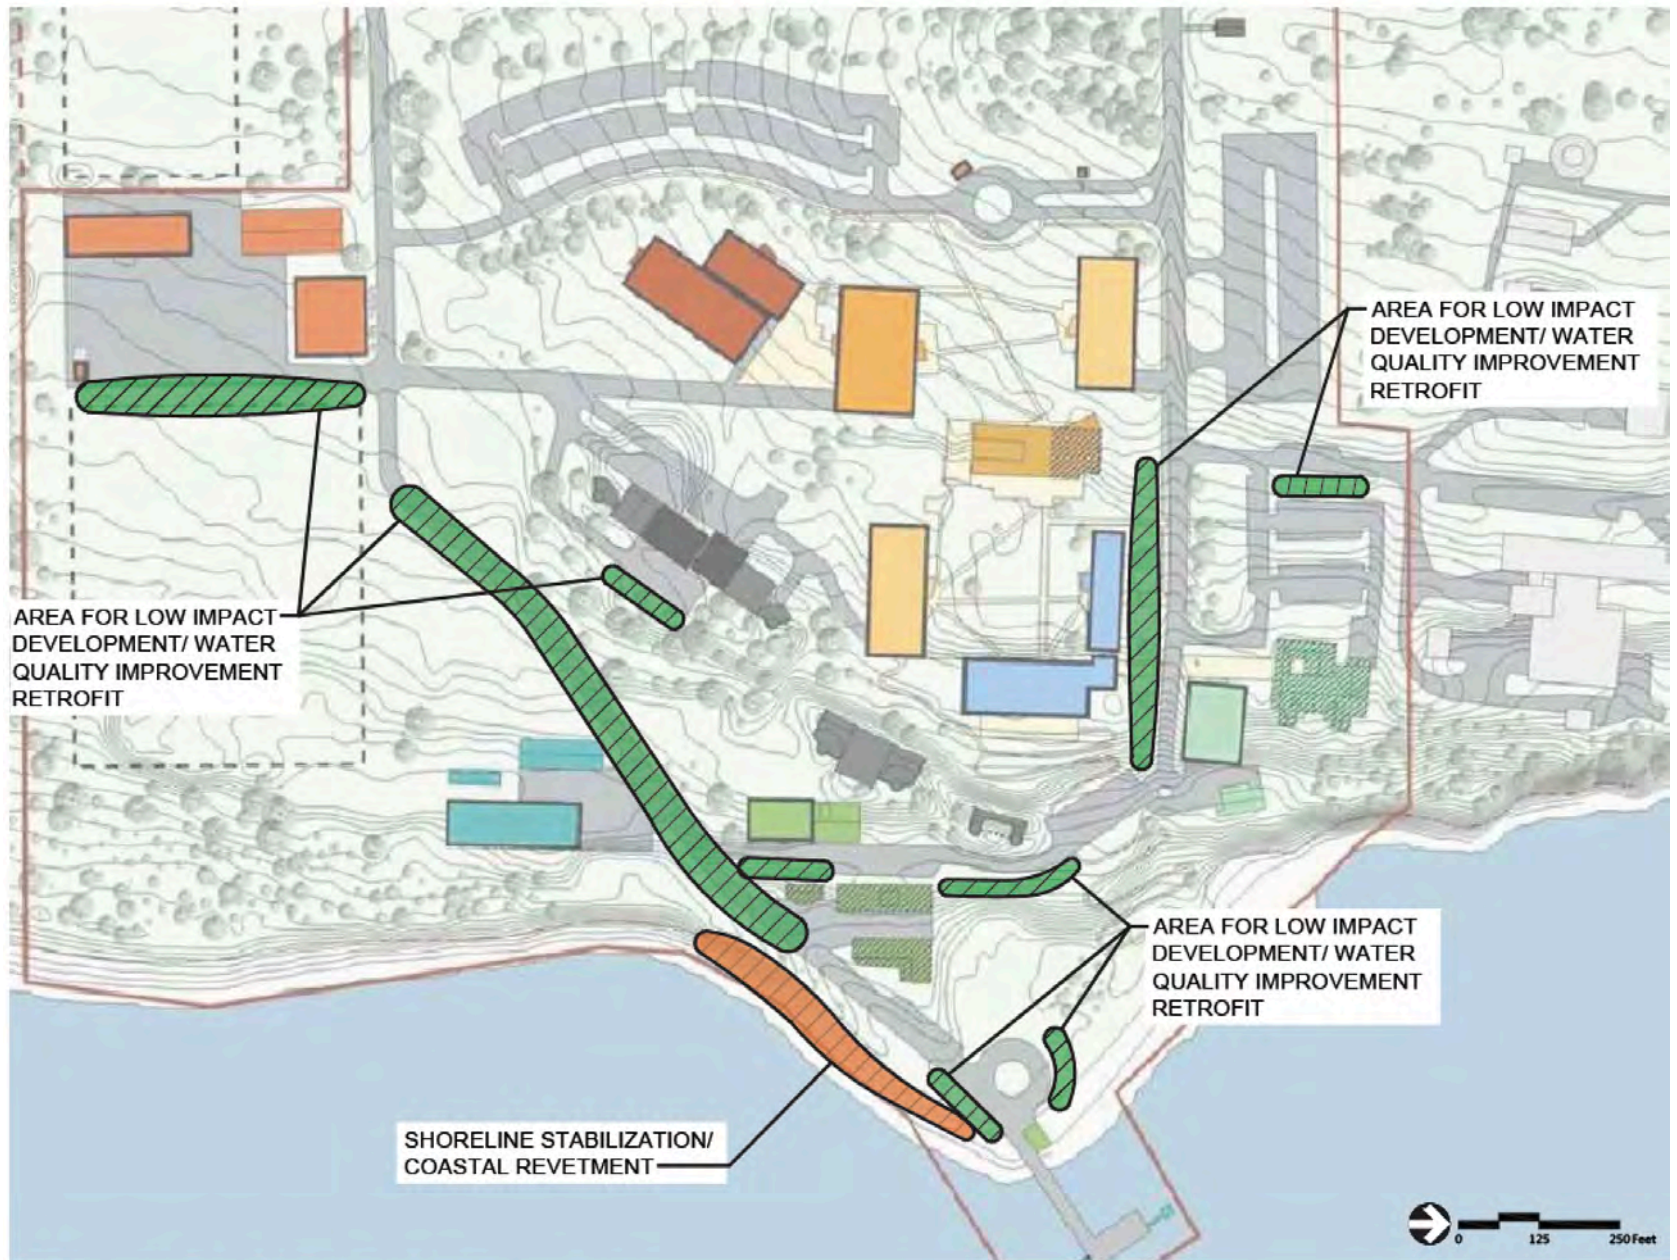 AREA FOR LOW IMPACT
DEVELOPMENT/ WATER
QUALITY IMPROVEMENT
RETROFIT
AREA FOR LOW IMPACT
DEVELOPMENT/ WATER
QUALITY IMPROVEMENT
RETROFIT
AREA FOR LOW IMPACT
DEVELOPMENT/ WATER
QUALITY IMPROVEMENT
RETROFIT
SHORELINE STABILIZATION/
COASTAL REVETMENT
0 125 250 Feet